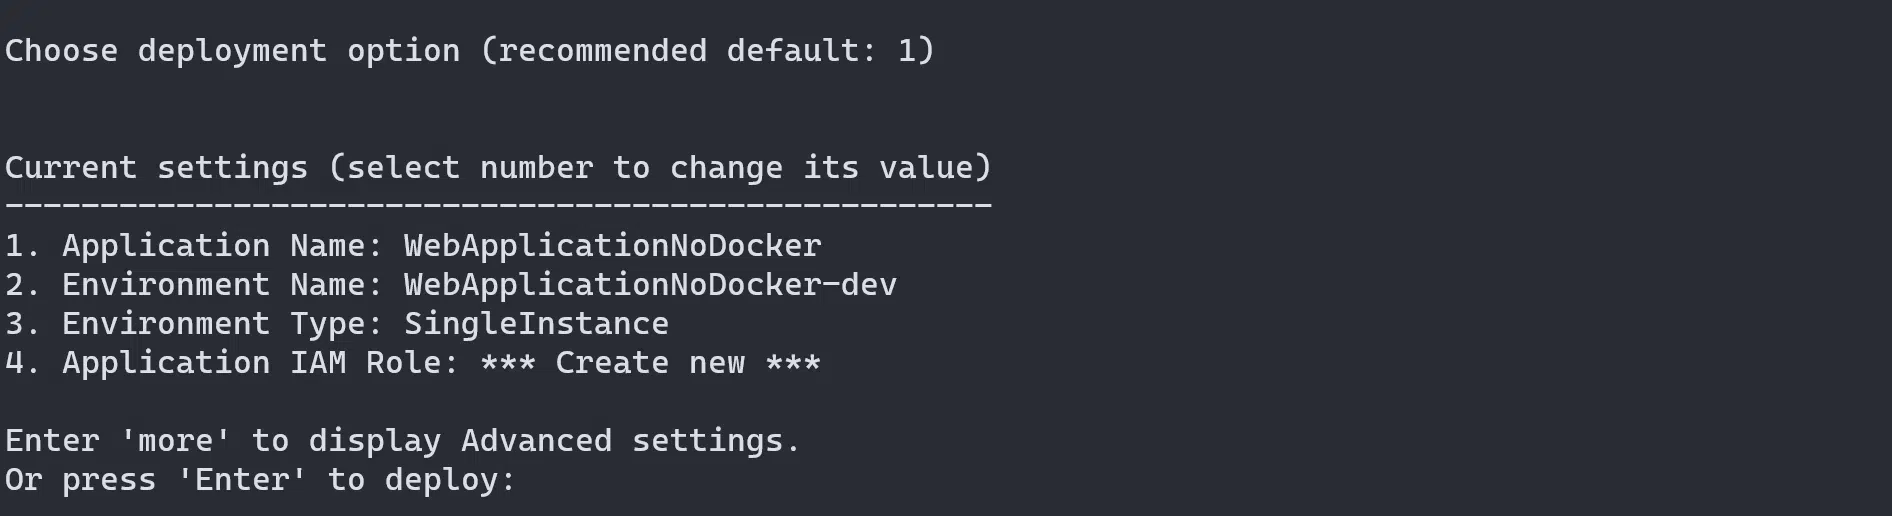 Choose deployment option (recommended default: 1)
Current settings (select number to change its value)
----------------------------------------------------
1. Application Name: WebApplicationNoDocker
2. Environment Name: WebApplicationNoDocker-dev
3. Environment Type: SingleInstance
4. Application IAM Role: *** Create new ***
Enter 'more' to display Advanced settings.
Or press 'Enter' to deploy: